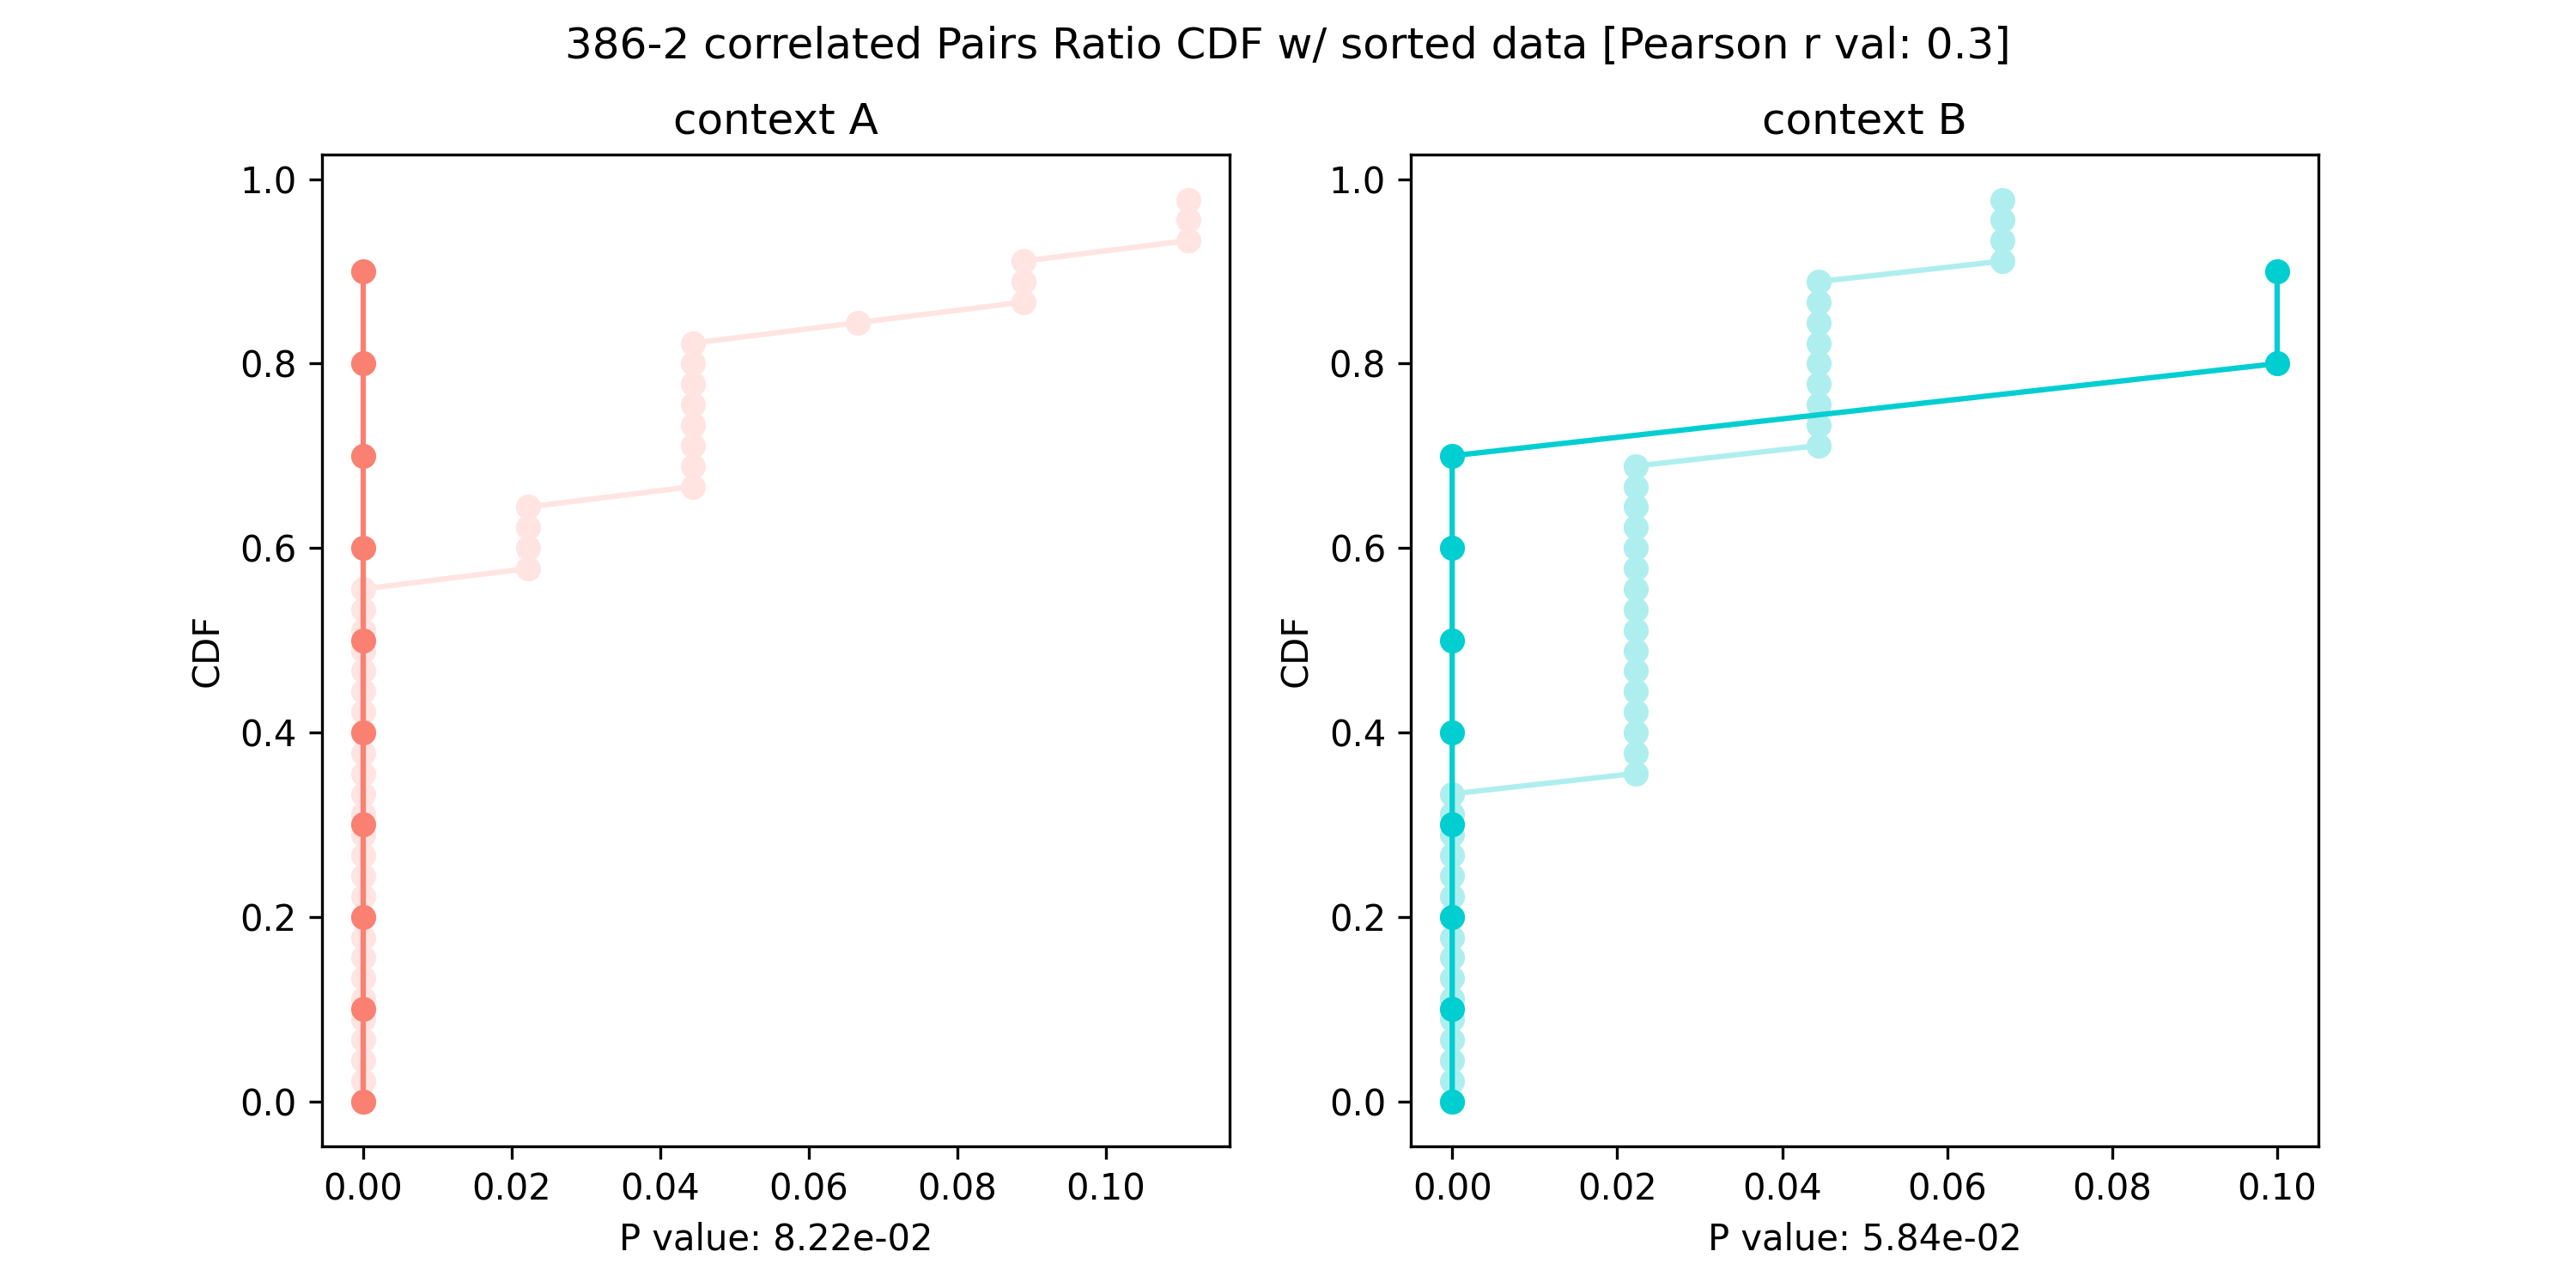 386-2 correlated Pairs Ratio CDF w/ sorted data [Pearson r val: 0.3]
context A
1.0
0.8
0.6
0.4
0.2
0.0
CDF
0.00 0.02 0.04 0.06 0.08 0.10
P value: 8.22e-02
context B
1.0
0.8
0.6
0.4
0.2
0.0
CDF
0.00 0.02 0.04 0.06 0.08 0.10
P value: 5.84e-02